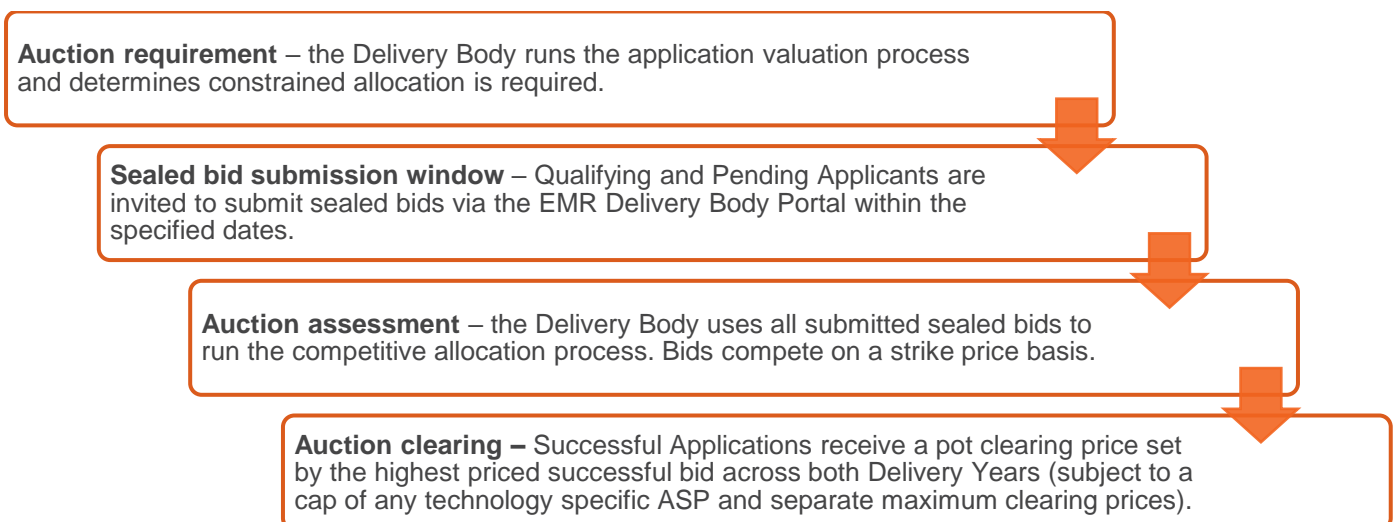 Auction requirement – the Delivery Body runs the application valuation process
and determines constrained allocation is required.
Sealed bid submission window – Qualifying and Pending Applicants are
invited to submit sealed bids via the EMR Delivery Body Portal within the
specified dates.
Auction assessment – the Delivery Body uses all submitted sealed bids to
run the competitive allocation process. Bids compete on a strike price basis.
Auction clearing – Successful Applications receive a pot clearing price set
by the highest priced successful bid across both Delivery Years (subject to a
cap of any technology specific ASP and separate maximum clearing prices).